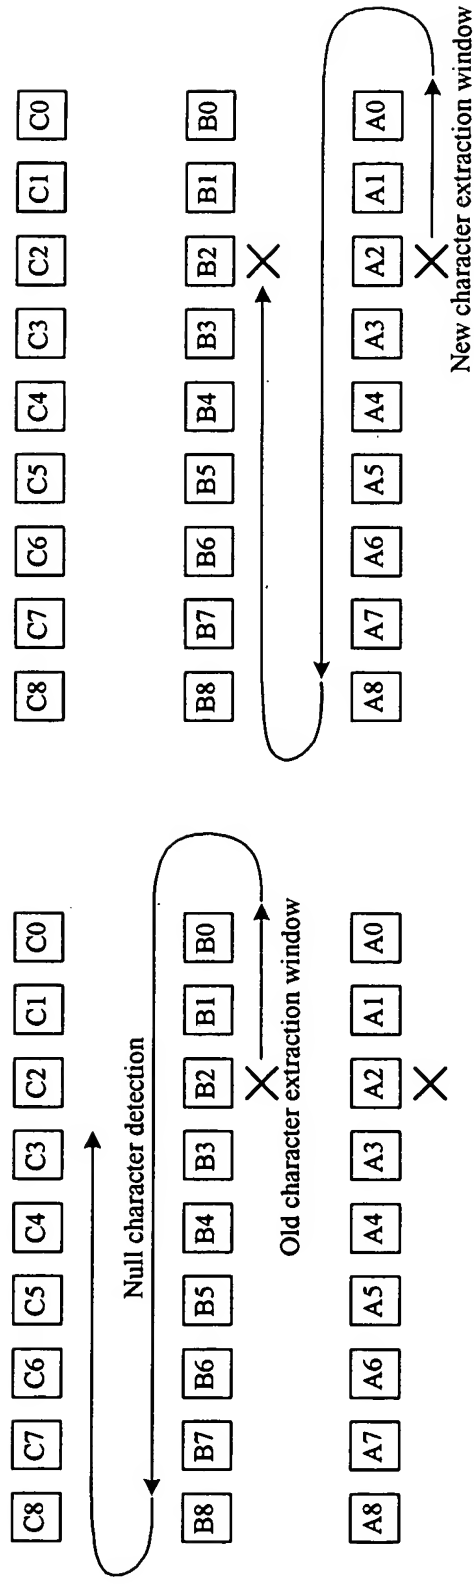 C8 C7 C6 C5 C4 C3 C2 C1 C0
Null character detection
B8 B7 B6 B5 B4 B3 B2 B1 B0
Old character extraction window
A8 A7 A6 A5 A4 A3 A2 A1 A0
C8 C7 C6 C5 C4 C3 C2 C1 C0
B8 B7 B6 B5 B4 B3 B2 B1 B0
A8 A7 A6 A5 A4 A3 A2 A1 A0
New character extraction window